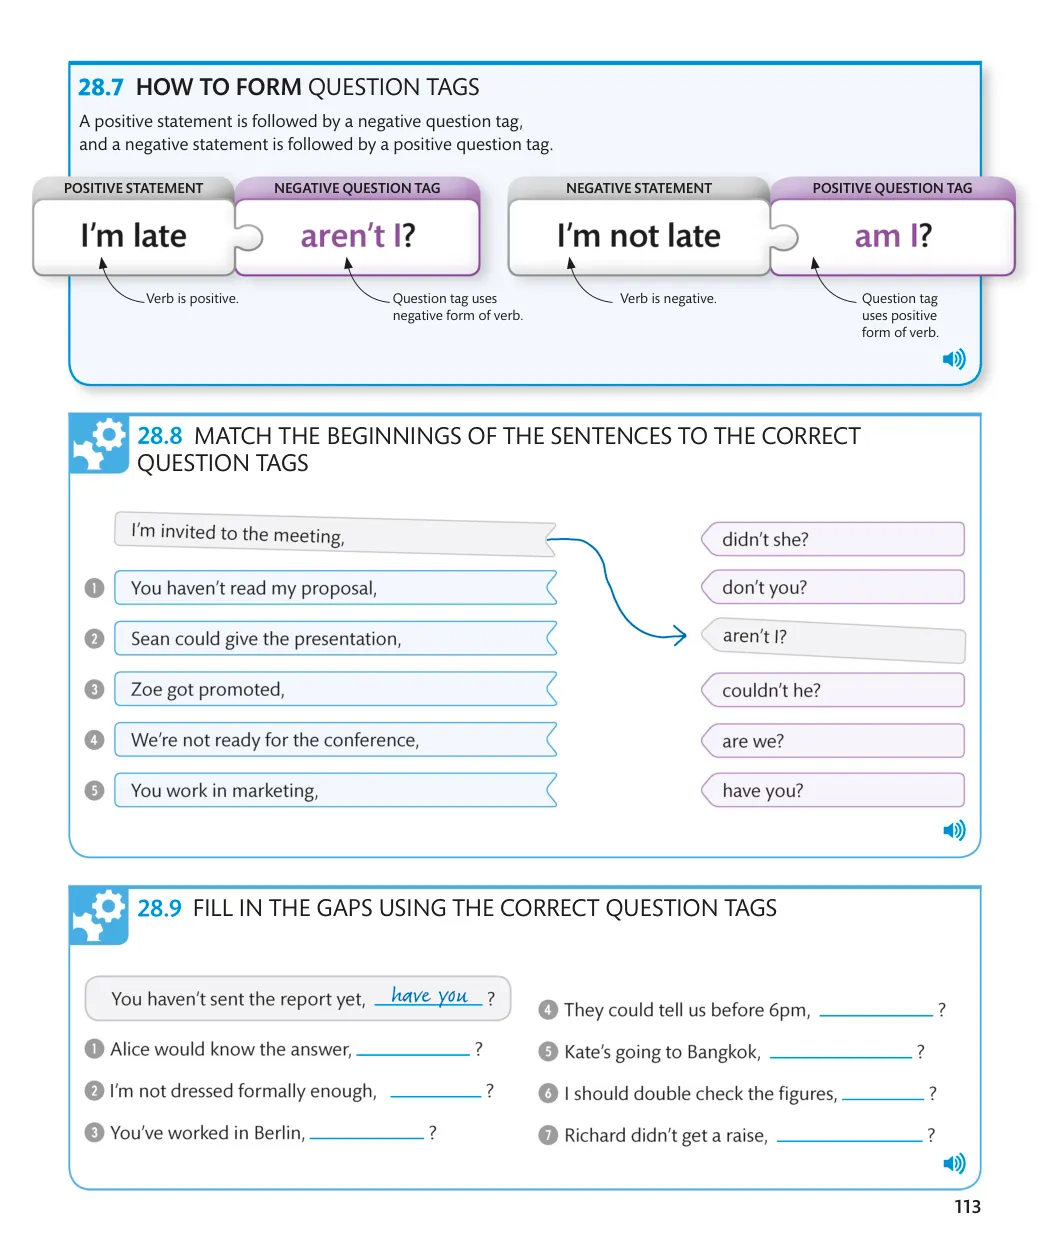 28.7 HOW TO FORM QUESTION TAGS
A positive statement is followed by a negative question tag,
and a negative statement is followed by a positive question tag.
POSITIVE STATEMENT
NEGATIVE QUESTION TAG
I’m late
aren’t I?
Verb is positive.
Question tag uses
negative form of verb.
NEGATIVE STATEMENT
POSITIVE QUESTION TAG
I’m not late
am I?
Verb is negative.
Question tag
uses positive
form of verb.
28.8 MATCH THE BEGINNINGS OF THE SENTENCES TO THE CORRECT
QUESTION TAGS
I’m invited to the meeting,
1 You haven’t read my proposal,
2 Sean could give the presentation,
3 Zoe got promoted,
4 We’re not ready for the conference,
5 You work in marketing,
didn’t she?
don’t you?
aren’t I?
couldn’t he?
are we?
have you?
28.9 FILL IN THE GAPS USING THE CORRECT QUESTION TAGS
You haven’t sent the report yet, have you ?
1 Alice would know the answer, ?
2 I’m not dressed formally enough, ?
3 You’ve worked in Berlin, ?
4 They could tell us before 6pm, ?
5 Kate’s going to Bangkok, ?
6 I should double check the figures, ?
7 Richard didn’t get a raise, ?
113